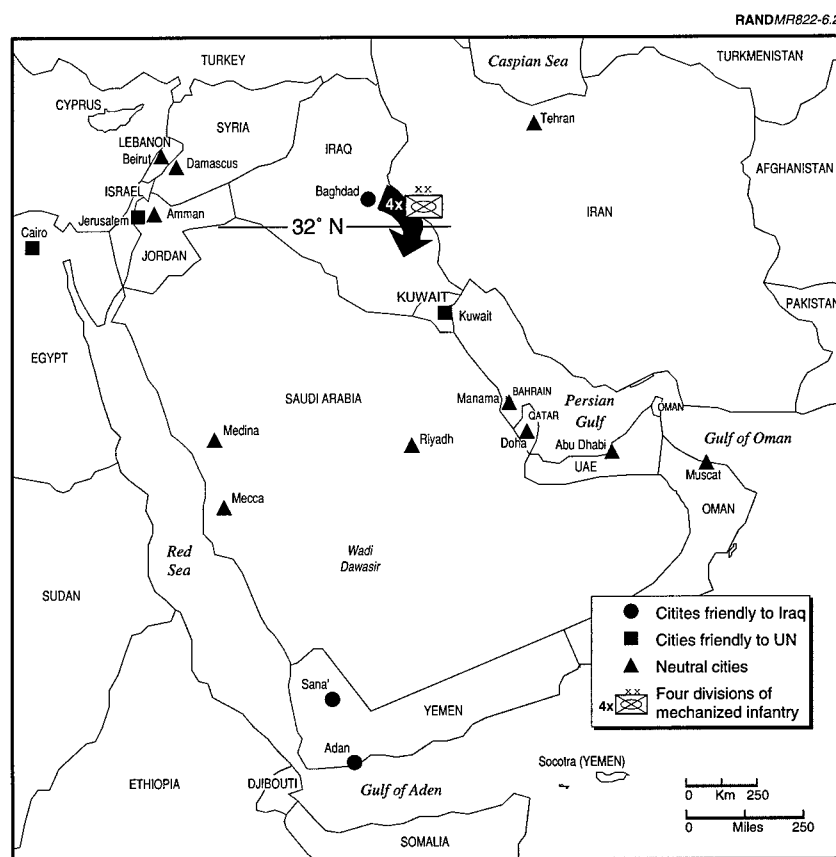 RANDMR822-6.2
TURKEY
Caspian Sea
TURKMENISTAN
CYPRUS
SYRIA
Tehran
LEBANON
Beirut
Damascus
IRAQ
AFGHANISTAN
ISRAEL
Baghdad
4x
XX
IRAN
Jerusalem
Amman
32° N
Cairo
JORDAN
KUWAIT
PAKISTAN
Kuwait
EGYPT
SAUDI ARABIA
Manama
BAHRAIN
Persian
Gulf
OMAN
QATAR
Medina
Riyadh
Doha
Abu Dhabi
Gulf of Oman
UAE
Muscat
Mecca
OMAN
Red
Sea
Wadi
Dawasir
SUDAN
Citites friendly to Iraq
Cities friendly to UN
Neutral cities
4x
XX
Four divisions of
mechanized infantry
Sana'
YEMEN
Adan
Socotra (YEMEN)
ETHIOPIA
DJIBOUTI
Gulf of Aden
0 Km 250
0 Miles 250
SOMALIA